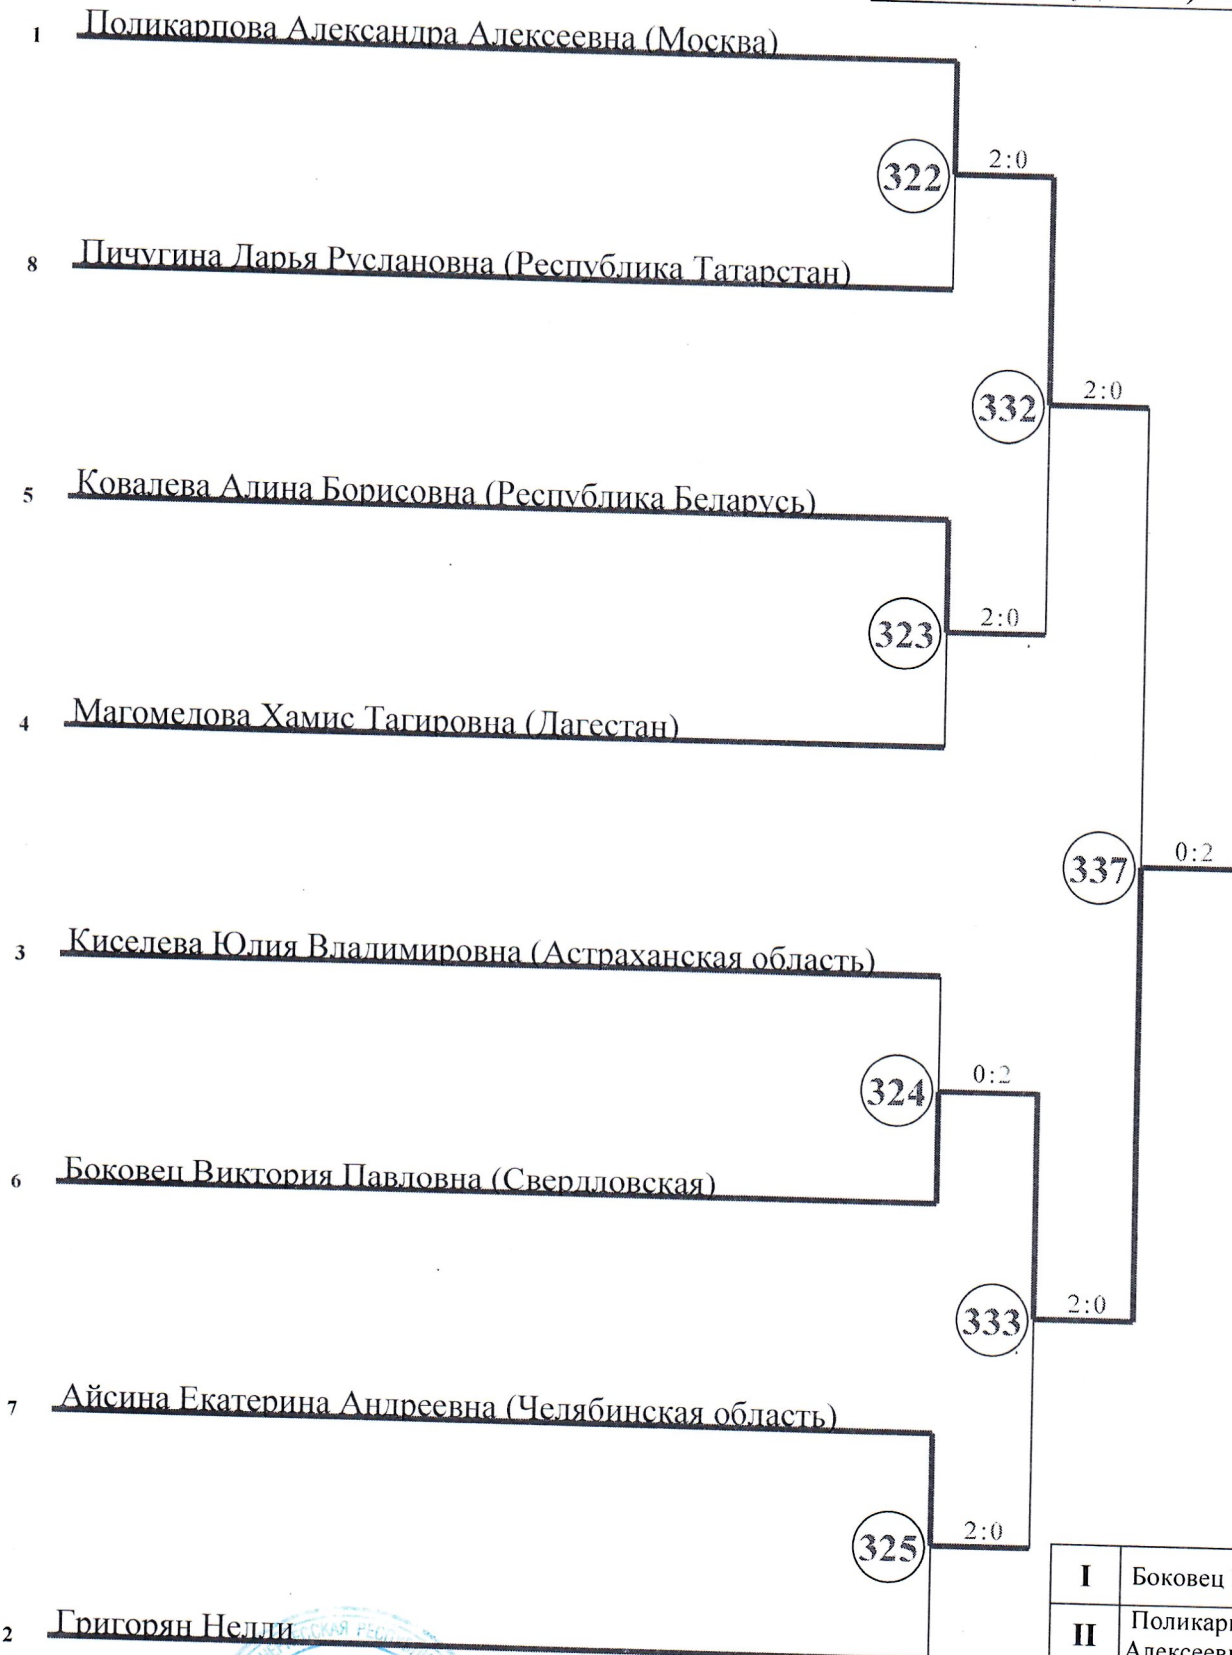 1 Поликарпова Александра Алексеевна (Москва)
2:0
322
8 Пичугина Дарья Руслановна (Республика Татарстан)
2:0
332
5 Ковалева Алина Борисовна (Республика Беларусь)
2:0
323
4 Магомедова Хамис Тагировна (Дагестан)
0:2
337
3 Киселева Юлия Владимировна (Астраханская область)
0:2
324
6 Боковец Виктория Павловна (Свердловская)
2:0
333
7 Айсина Екатерина Андреевна (Челябинская область)
2:0
325
I Боковец
2 Григорян Нелли
II Поликар
Алексеев